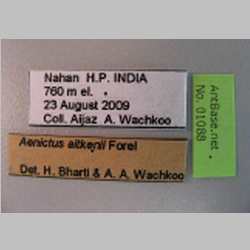 Nahan H.P. INDIA
760 m el.
23 August 2009
Coll. Aijaz A. Wachkoo
Aenictus aitkenii Forel
Det. H. Bharti & A. A. Wachkoo
AntBase.net
No. 01088